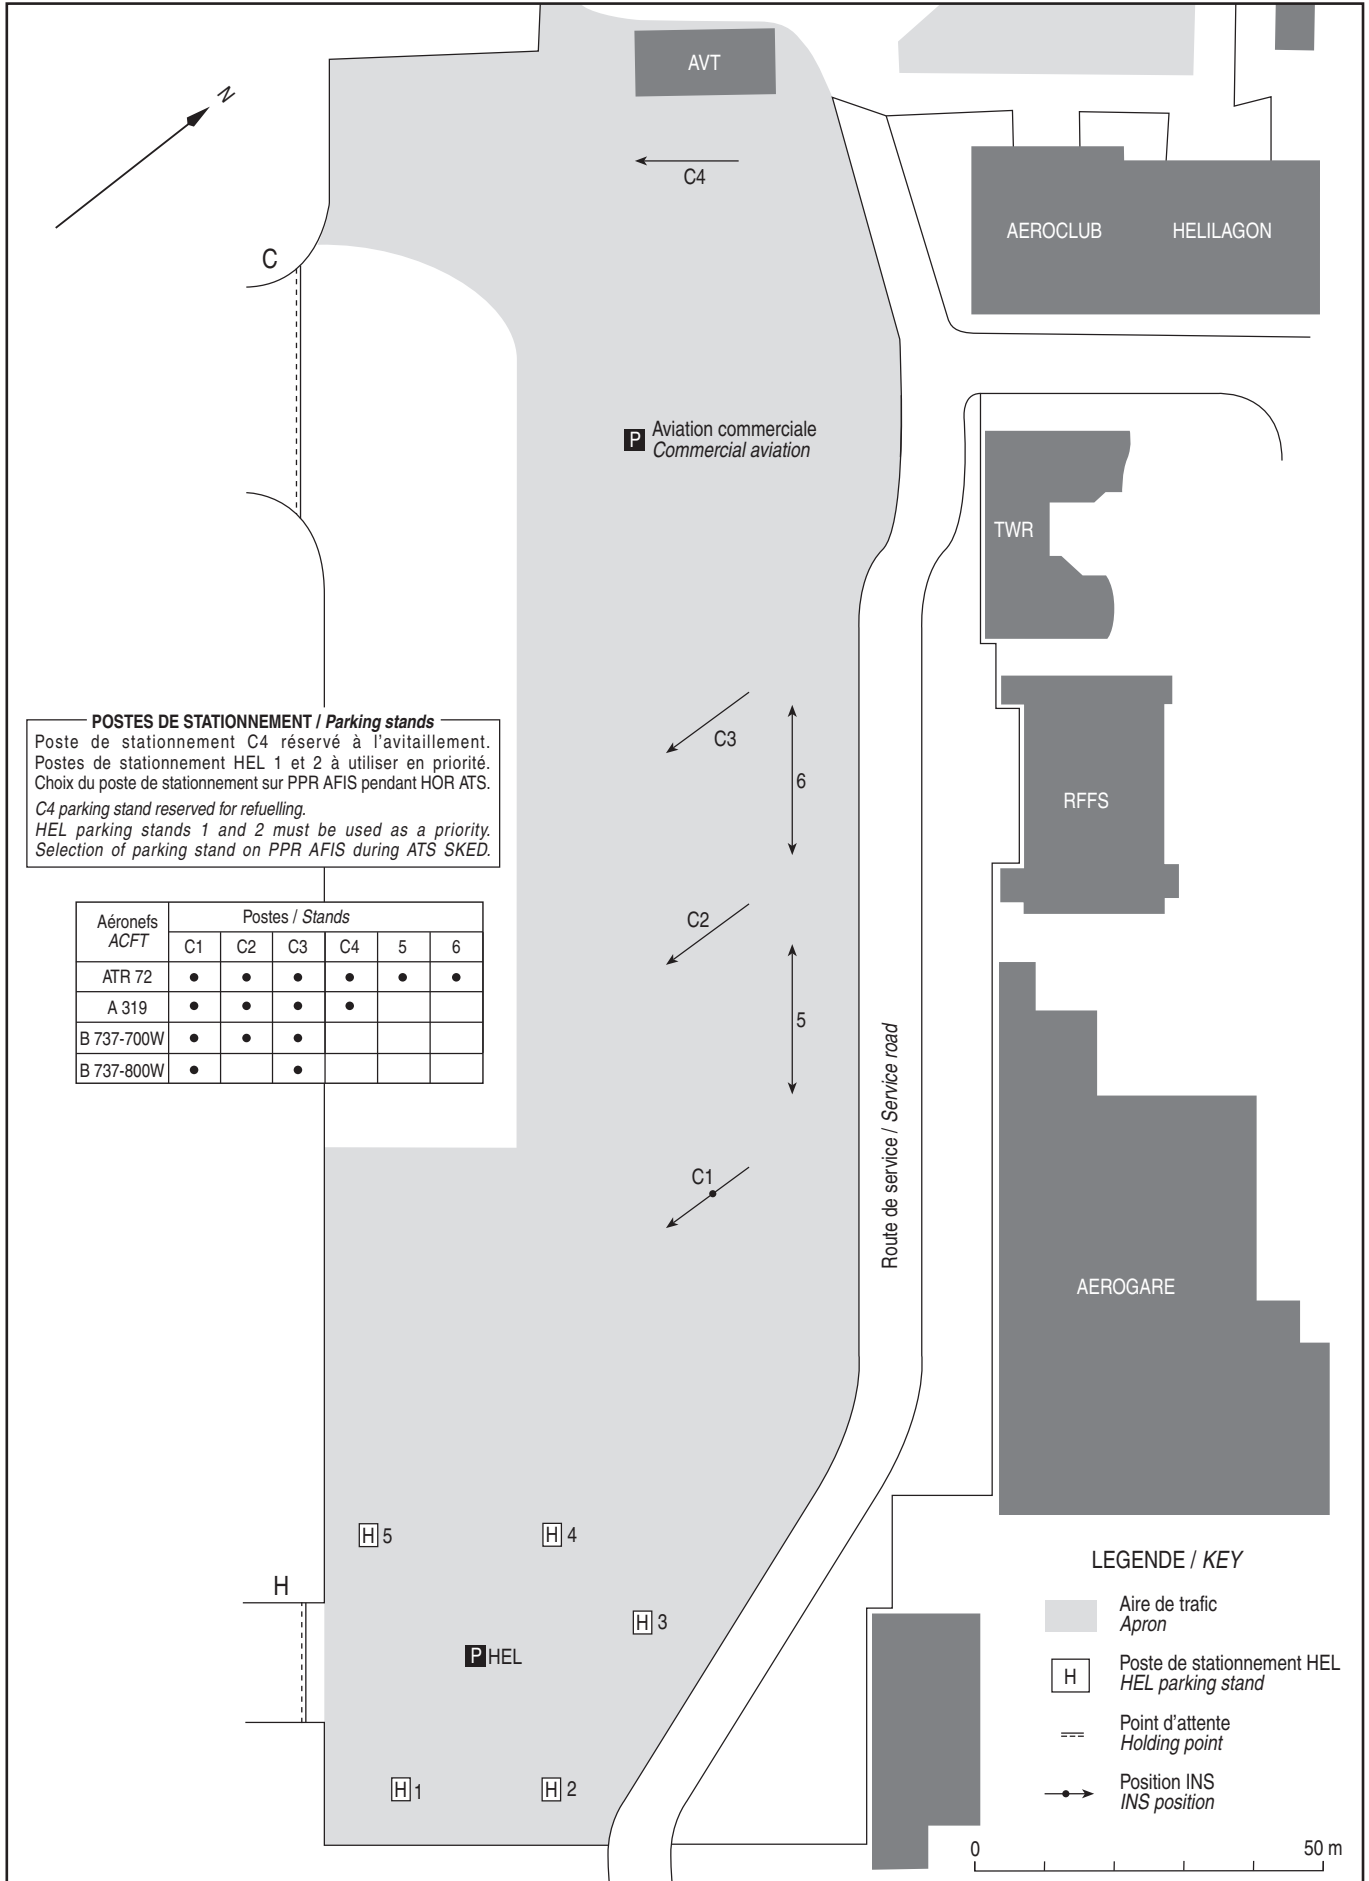 AVT
N
C4
AEROCLUB
HELILAGON
C
P Aviation commerciale
Commercial aviation
TWR
POSTES DE STATIONNEMENT / Parking stands
Poste de stationnement C4 réservé à l'avitaillement.
Postes de stationnement HEL 1 et 2 à utiliser en priorité.
Choix du poste de stationnement sur PPR AFIS pendant HOR ATS.
C4 parking stand reserved for refuelling.
HEL parking stands 1 and 2 must be used as a priority.
Selection of parking stand on PPR AFIS during ATS SKED.
C3
6
RFFS
Aéronefs
ACFT
Postes / Stands
C1 C2 C3 C4 5 6
ATR 72 ● ● ● ● ● ●
A 319 ● ● ● ●
B 737-700W ● ● ●
B 737-800W ● ●
C2
5
Route de service / Service road
C1
AEROGARE
H 5
H 4
H
H 3
P HEL
H 1
H 2
LEGENDE / KEY
Aire de trafic
Apron
H
Poste de stationnement HEL
HEL parking stand
Point d'attente
Holding point
Position INS
INS position
0 50 m